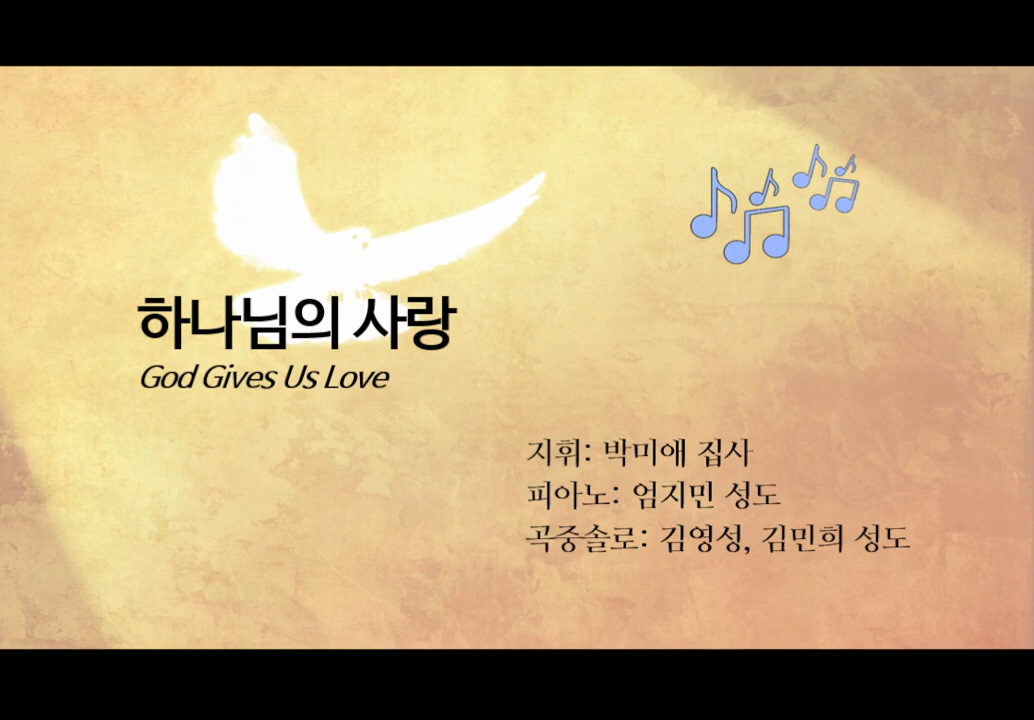 하나님의 사랑
God Gives Us Love
지휘: 박미애 집사
피아노: 엄지민 성도
곡중솔로: 김영성, 김민희 성도